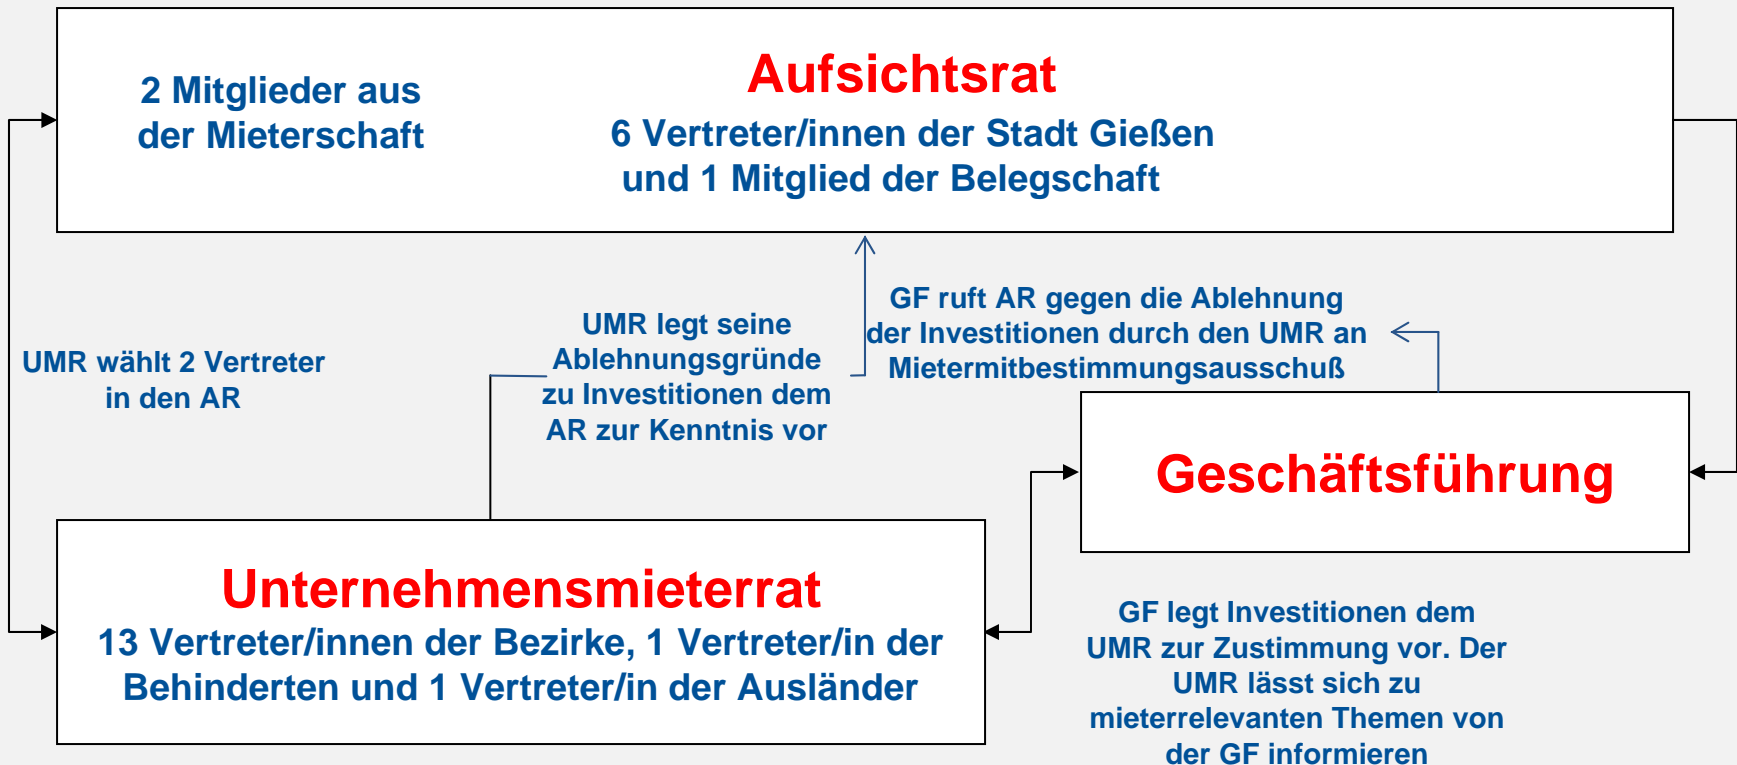 Aufsichtsrat
2 Mitglieder aus
der Mieterschaft
6 Vertreter/innen der Stadt Gießen
und 1 Mitglied der Belegschaft
UMR wählt 2 Vertreter
in den AR
UMR legt seine
Ablehnungsgründe
zu Investitionen dem
AR zur Kenntnis vor
GF ruft AR gegen die Ablehnung
der Investitionen durch den UMR an
Mietermitbestimmungsausschuß
Geschäftsführung
Unternehmensmieterrat
13 Vertreter/innen der Bezirke, 1 Vertreter/in der
Behinderten und 1 Vertreter/in der Ausländer
GF legt Investitionen dem
UMR zur Zustimmung vor. Der
UMR lässt sich zu
mieterrelevanten Themen von
der GF informieren